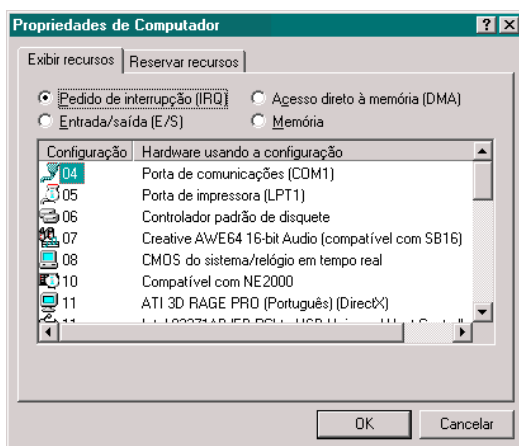 Propriedades de Computador
Exibir recursos Reservar recursos
Pedido de interrupção (IRQ) Acesso direto à memória (DMA)
Entrada/saída (E/S) Memória
Configuração Hardware usando a configuração
04 Porta de comunicações (COM1)
05 Porta de impressora (LPT1)
06 Controlador padrão de disquete
07 Creative AWE64 16-bit Audio (compatível com SB16)
08 CMOS do sistema/relógio em tempo real
10 Compatível com NE2000
11 ATI 3D RAGE PRO (Português) (DirectX)
OK Cancelar